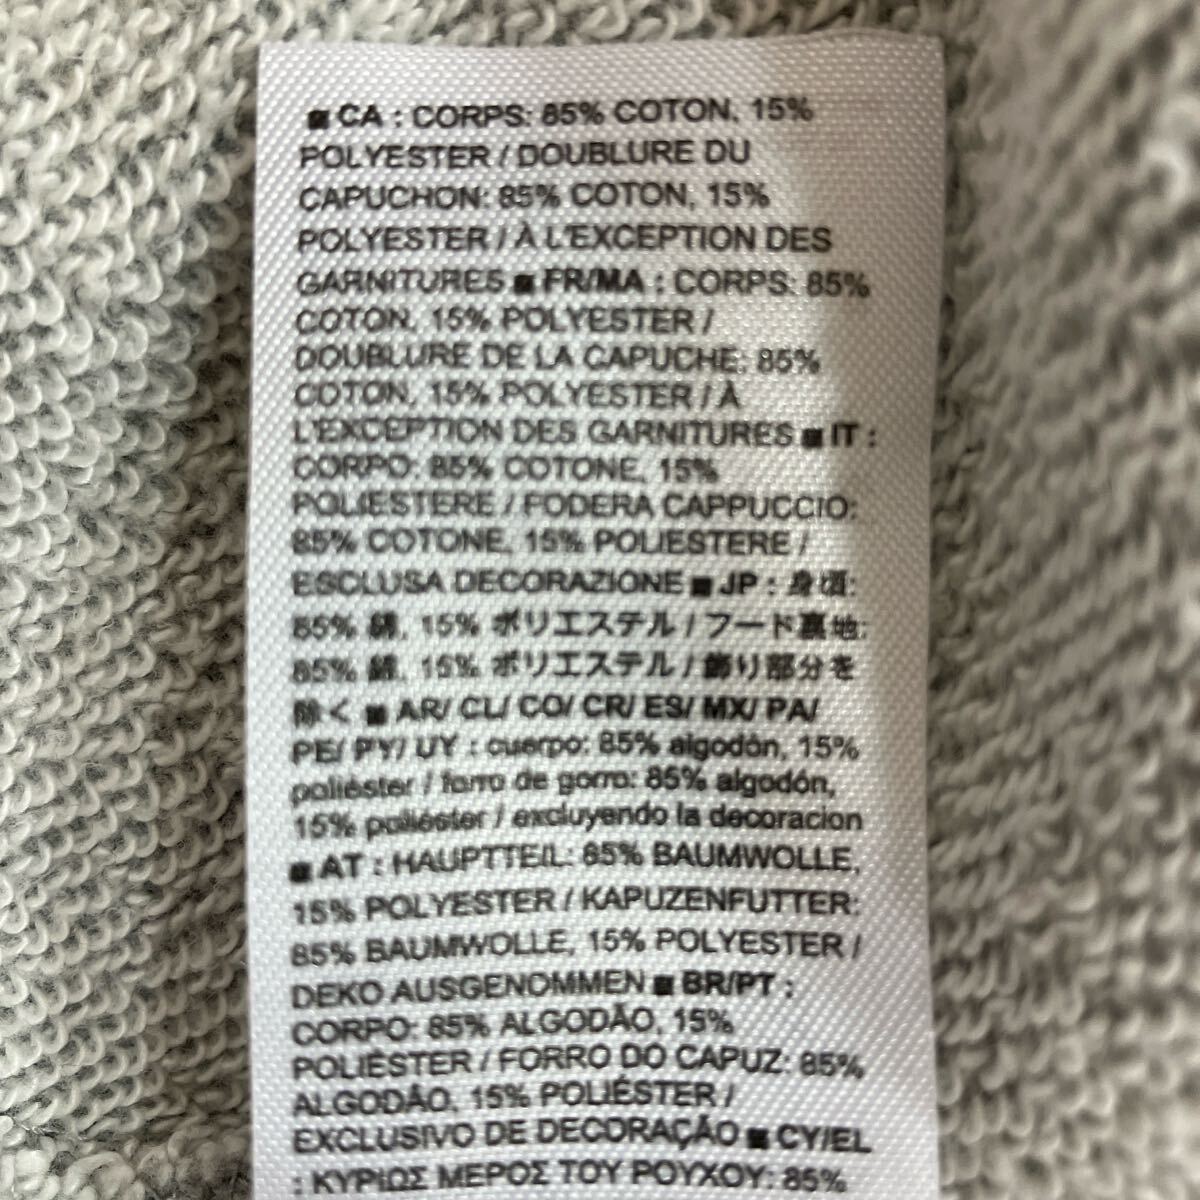 ■ CA : CORPS: 85% COTON, 15%
POLYESTER / DOUBLURE DU
CAPUCHON: 85% COTON, 15%
POLYESTER / À L'EXCEPTION DES
GARNITURES ■ FR/MA : CORPS: 85%
COTON, 15% POLYESTER /
DOUBLURE DE LA CAPUCHE: 85%
COTON, 15% POLYESTER / À
L'EXCEPTION DES GARNITURES ■ IT :
CORPO: 85% COTONE, 15%
POLIESTERE / FODERA CAPPUCCIO:
85% COTONE, 15% POLIESTERE /
ESCLUSA DECORAZIONE ■ JP : 身頃:
85% 綿, 15% ポリエステル / フード裏地:
85% 綿, 15% ポリエステル / 飾り部分を
除く ■ AR/ CL/ CO/ CR/ ES/ MX/ PA/
PE/ PY/ UY : cuerpo: 85% algodón, 15%
poliéster / forro de gorro: 85% algodón,
15% poliéster / excluyendo la decoracion
■ AT : HAUPTTEIL: 85% BAUMWOLLE,
15% POLYESTER / KAPUZENFUTTER:
85% BAUMWOLLE, 15% POLYESTER /
DEKO AUSGENOMMEN ■ BR/PT :
CORPO: 85% ALGODÃO, 15%
POLIÉSTER / FORRO DO CAPUZ: 85%
ALGODÃO, 15% POLIÉSTER /
EXCLUSIVO DE DECORAÇÃO ■ CY/EL
: ΚΥΡΙΩΣ ΜΕΡΟΣ ΤΟΥ ΡΟΥΧΟΥ: 85%